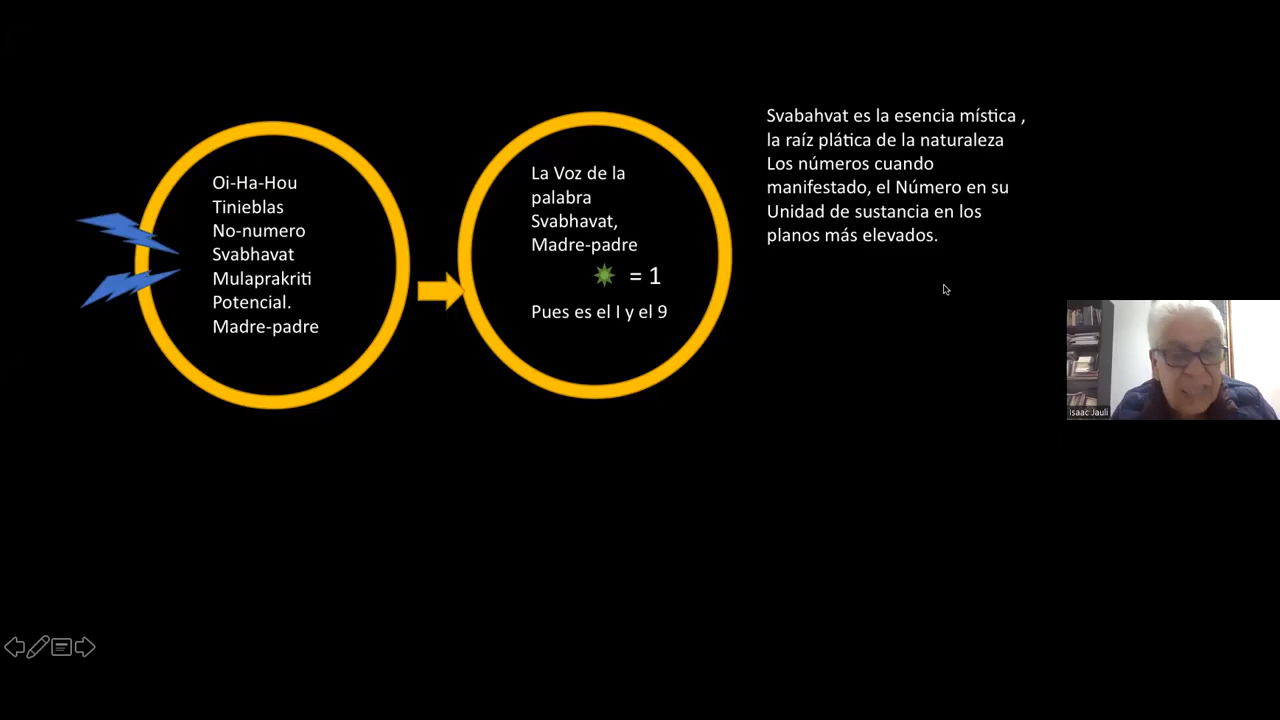 Oi-Ha-Hou
Tinieblas
No-numero
Svabhavat
Mulaprakriti
Potencial.
Madre-padre
La Voz de la
palabra
Svabhavat,
Madre-padre
= 1
Pues es el I y el 9
Svabahvat es la esencia mística ,
la raíz plática de la naturaleza
Los números cuando
manifestado, el Número en su
Unidad de sustancia en los
planos más elevados.
Isaac Jauli